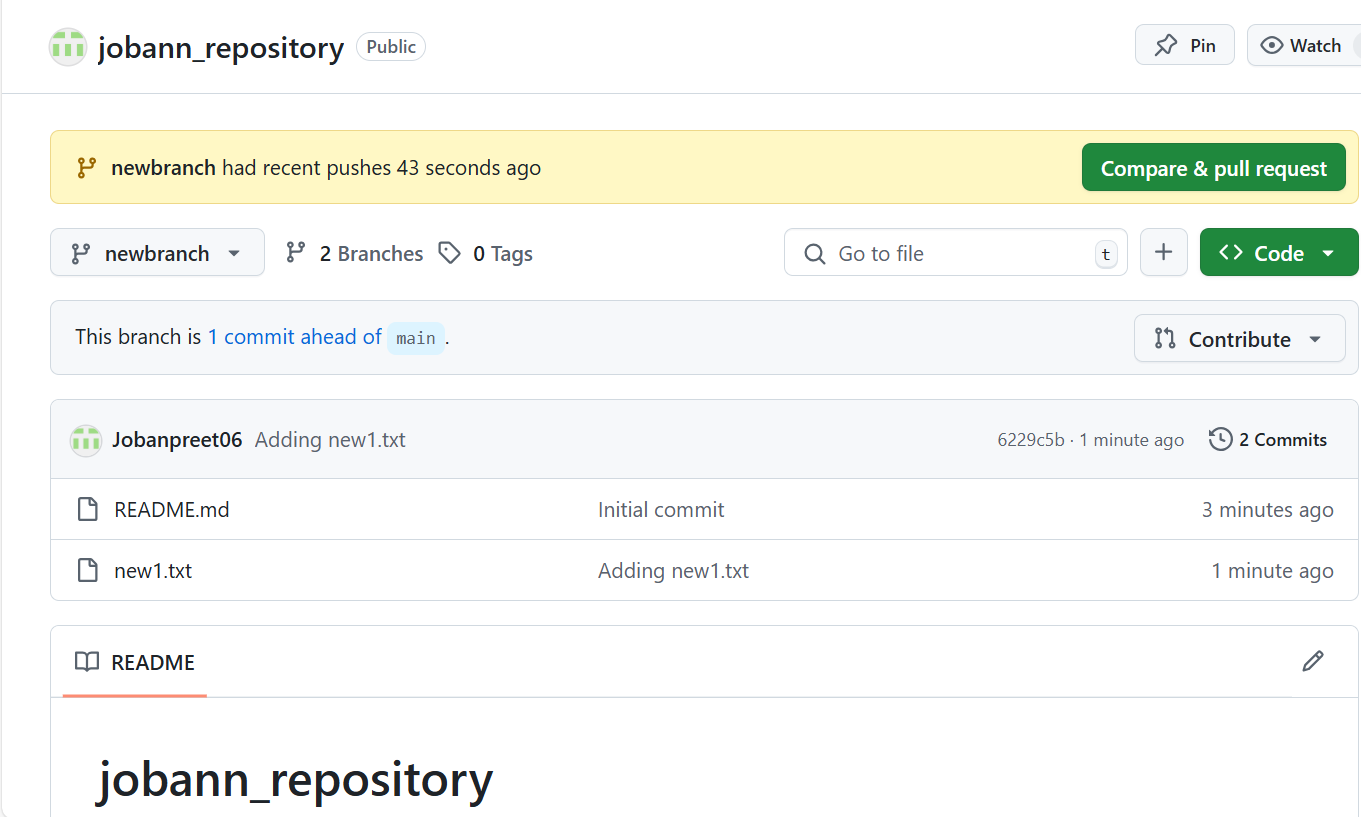 jobann_repository Public Pin Watch
newbranch had recent pushes 43 seconds ago Compare & pull request
newbranch 2 Branches 0 Tags Go to file t + <> Code
This branch is 1 commit ahead of main . Contribute
Jobanpreet06 Adding new1.txt 6229c5b · 1 minute ago 2 Commits
README.md Initial commit 3 minutes ago
new1.txt Adding new1.txt 1 minute ago
README
jobann_repository